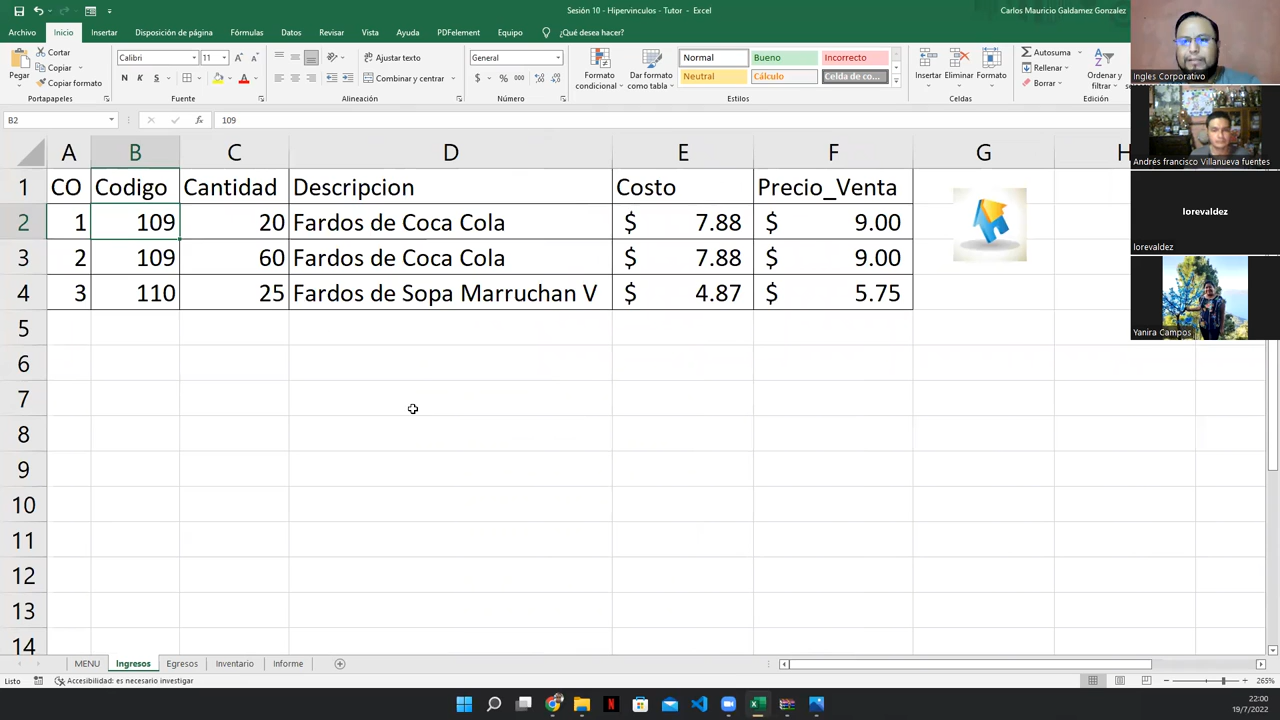 Sesión 10 - Hipervinculos - Tutor - Excel
Carlos Mauricio Galdamez Gonzalez
Archivo Inicio Insertar Disposición de página Fórmulas Datos Revisar Vista Ayuda PDFelement Equipo ¿Qué desea hacer?
Pegar
Cortar
Copiar
Copiar formato
Portapapeles
Calibri 11
N K S
Fuente
Ajustar texto
Combinar y centrar
Alineación
General
$ % 000
Número
Formato condicional
Dar formato como tabla
Normal Bueno Incorrecto
Neutral Cálculo Celda de co...
Estilos
Insertar Eliminar Formato
Celdas
Autosuma
Rellenar
Borrar
Ordenar y filtrar
Edición
Ingles Corporativo
Andrés francisco Villanueva fuentes
lorevaldez
lorevaldez
Yanira Campos
B2 fx 109
A B C D E F G H
1 CO Codigo Cantidad Descripcion Costo Precio_Venta
2 1 109 20 Fardos de Coca Cola $ 7.88 $ 9.00
3 2 109 60 Fardos de Coca Cola $ 7.88 $ 9.00
4 3 110 25 Fardos de Sopa Marruchan V $ 4.87 $ 5.75
5
6
7
8
9
10
11
12
13
14
MENU Ingresos Egresos Inventario Informe
Listo Accesibilidad: es necesario investigar 265%
22:00
19/7/2022